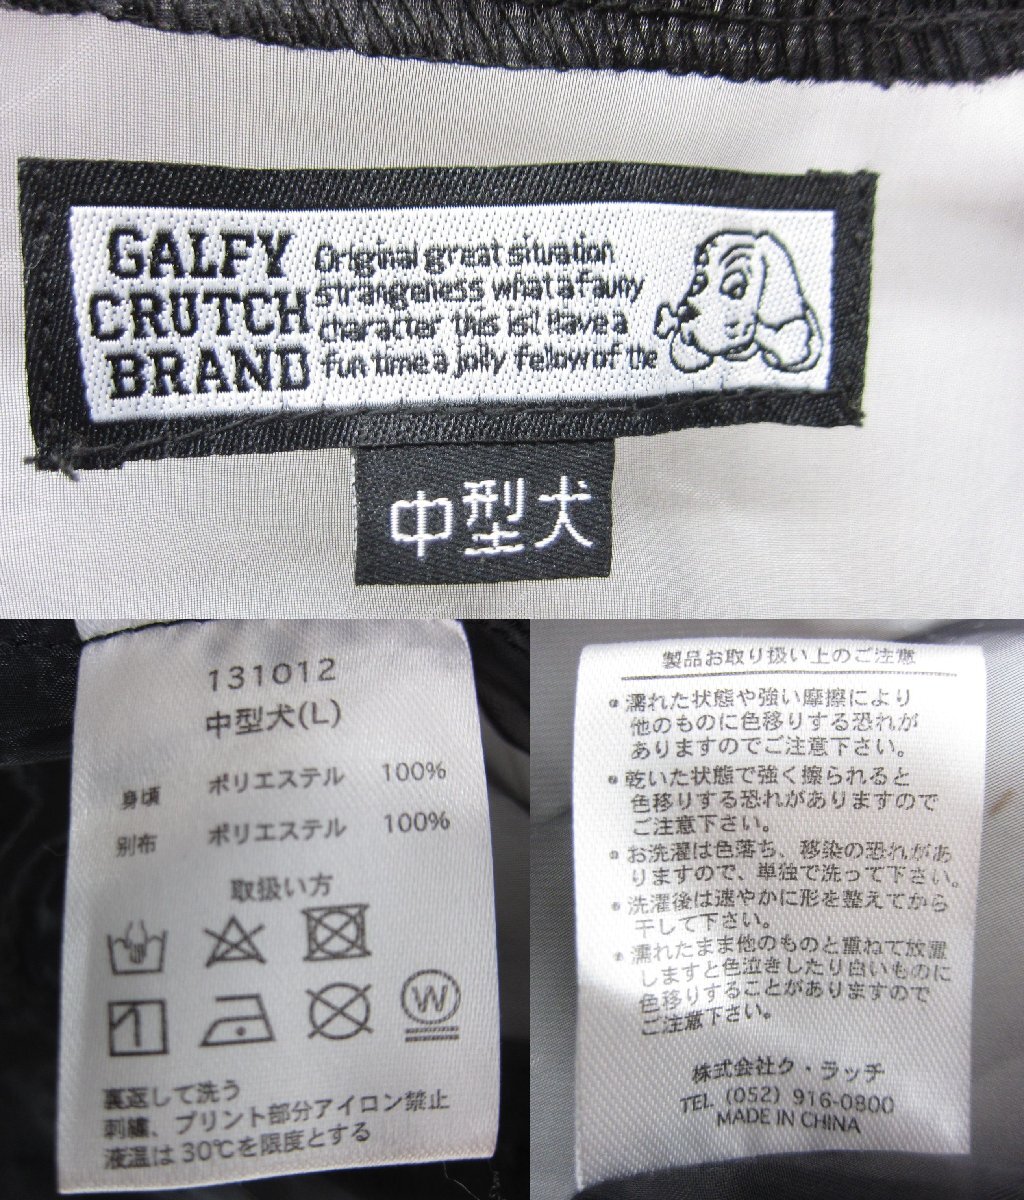 GALFY
CRUTCH
BRAND
Original great situation
strangeness what a fauny
character this is! Have a
fun time a jolly fellow of the
中型犬
131012
中型犬(L)
身頃 ポリエステル 100%
別布 ポリエステル 100%
取扱い方
W
裏返して洗う
刺繍、プリント部分アイロン禁止
液温は30℃を限度とする
製品お取り扱い上のご注意
●濡れた状態や強い摩擦により
他のものに色移りする恐れが
ありますのでご注意下さい。
●乾いた状態で強く擦られると
色移りする恐れがありますので
ご注意下さい。
●お洗濯は色落ち、移染の恐れがあ
りますので、単独で洗って下さい。
●洗濯後は速やかに形を整えてから
干して下さい。
●濡れたまま他のものと重ねて放置
しますと色泣きしたり白いものに
色移りすることがありますので
ご注意下さい。
株式会社ク・ラッチ
TEL (052) 916-0800
MADE IN CHINA